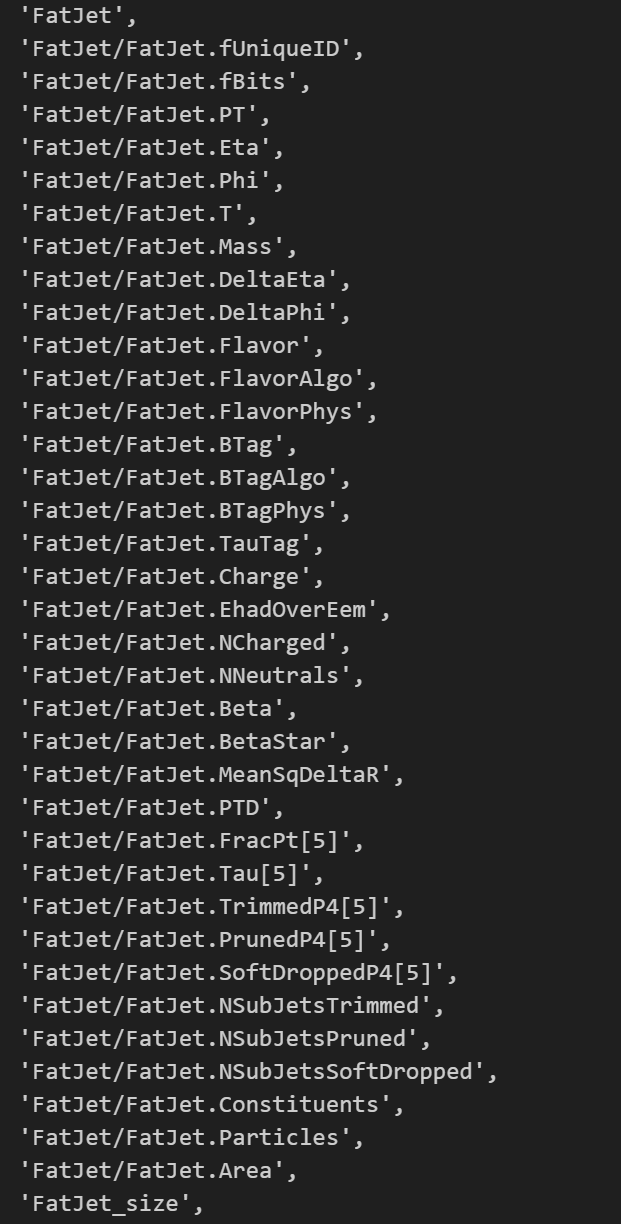 'FatJet',
'FatJet/FatJet.fUniqueID',
'FatJet/FatJet.fBits',
'FatJet/FatJet.PT',
'FatJet/FatJet.Eta',
'FatJet/FatJet.Phi',
'FatJet/FatJet.T',
'FatJet/FatJet.Mass',
'FatJet/FatJet.DeltaEta',
'FatJet/FatJet.DeltaPhi',
'FatJet/FatJet.Flavor',
'FatJet/FatJet.FlavorAlgo',
'FatJet/FatJet.FlavorPhys',
'FatJet/FatJet.BTag',
'FatJet/FatJet.BTagAlgo',
'FatJet/FatJet.BTagPhys',
'FatJet/FatJet.TauTag',
'FatJet/FatJet.Charge',
'FatJet/FatJet.EhadOverEem',
'FatJet/FatJet.NCharged',
'FatJet/FatJet.NNeutrals',
'FatJet/FatJet.Beta',
'FatJet/FatJet.BetaStar',
'FatJet/FatJet.MeanSqDeltaR',
'FatJet/FatJet.PTD',
'FatJet/FatJet.FracPt[5]',
'FatJet/FatJet.Tau[5]',
'FatJet/FatJet.TrimmedP4[5]',
'FatJet/FatJet.PrunedP4[5]',
'FatJet/FatJet.SoftDroppedP4[5]',
'FatJet/FatJet.NSubJetsTrimmed',
'FatJet/FatJet.NSubJetsPruned',
'FatJet/FatJet.NSubJetsSoftDropped',
'FatJet/FatJet.Constituents',
'FatJet/FatJet.Particles',
'FatJet/FatJet.Area',
'FatJet_size',